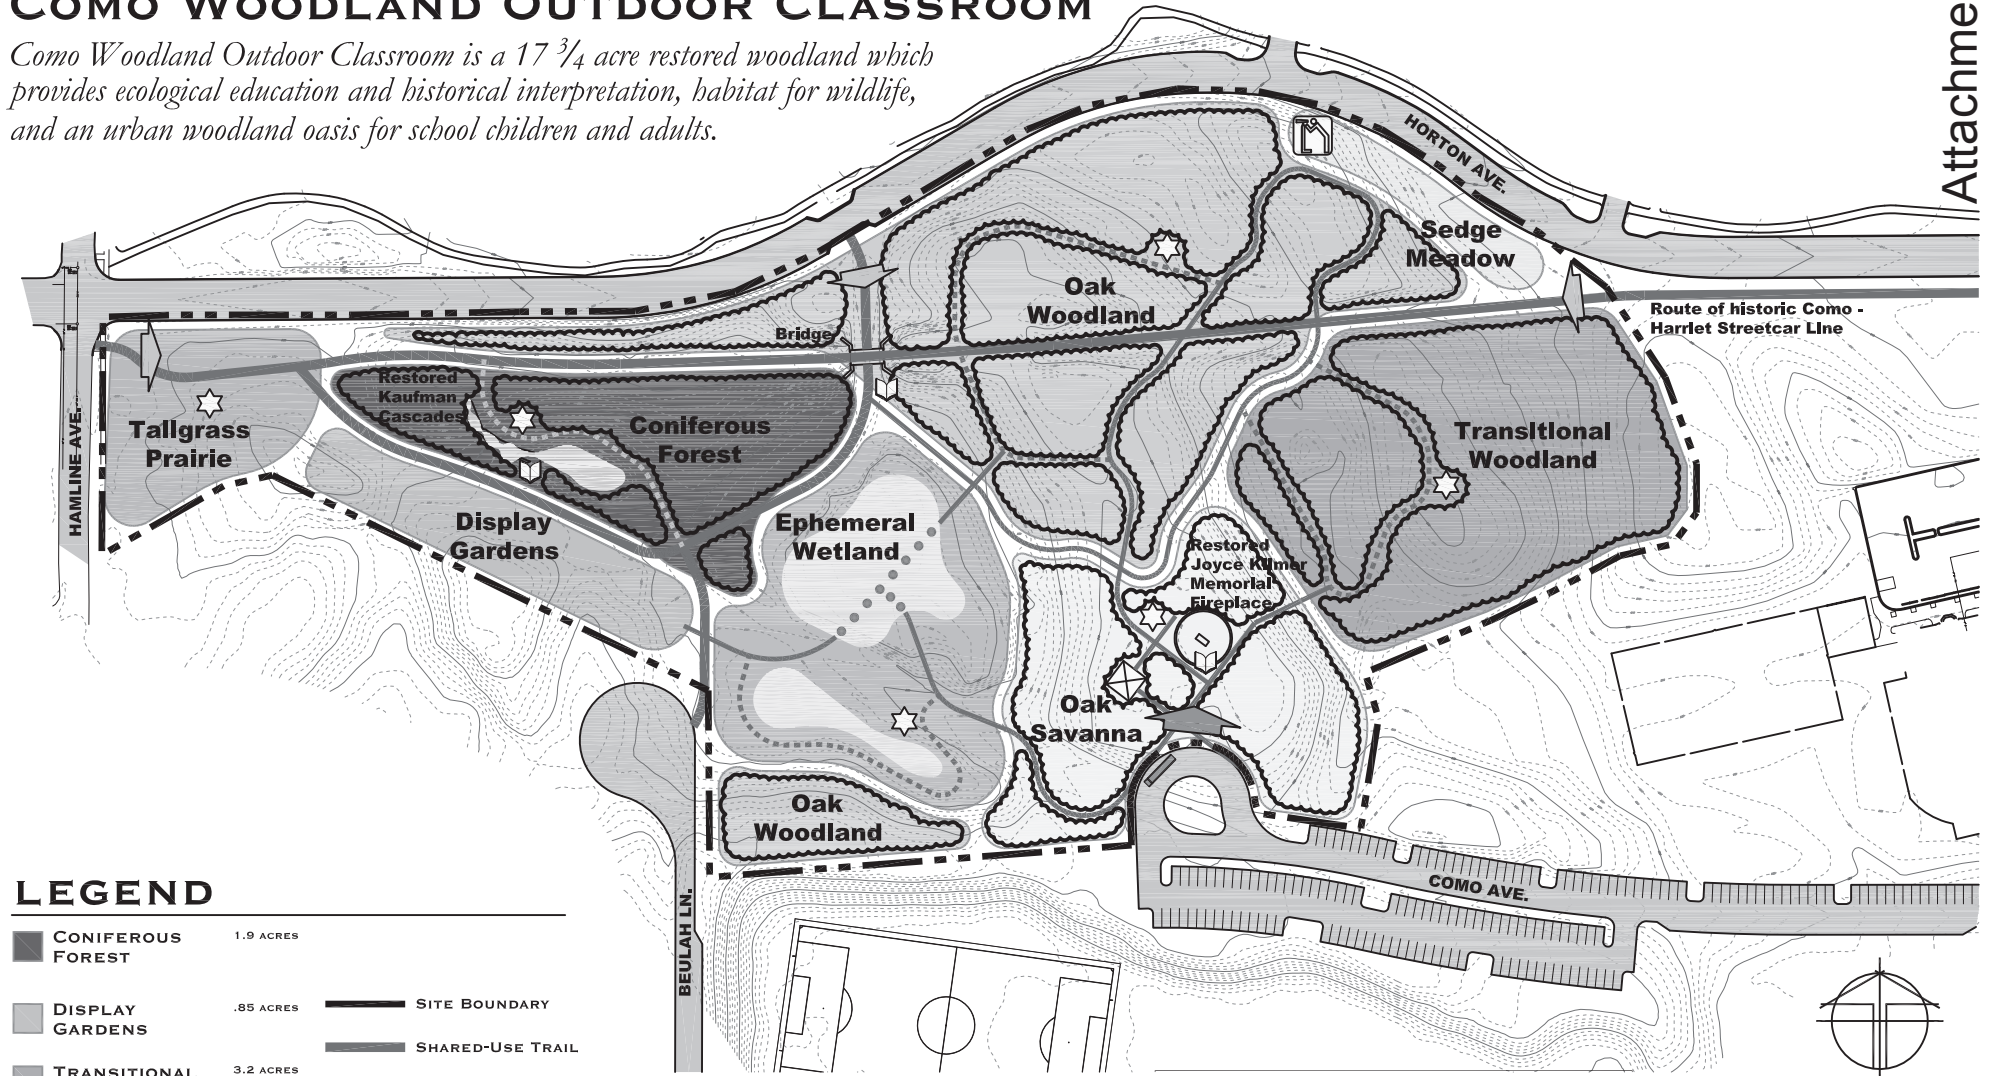 COMO WOODLAND OUTDOOR CLASSROOM
Como Woodland Outdoor Classroom is a 17 3/4 acre restored woodland which
provides ecological education and historical interpretation, habitat for wildlife,
and an urban woodland oasis for school children and adults.
Attachme
HORTON AVE.
Sedge
Meadow
Oak
Woodland
Route of historic Como -
Harriet Streetcar Line
Bridge
Restored
Kaufman
Cascades
Coniferous
Forest
Tallgrass
Prairie
HAMLINE AVE.
Transitional
Woodland
Display
Gardens
Ephemeral
Wetland
Restored
Joyce Kilmer
Memorial
Fireplace
Oak
Savanna
Oak
Woodland
COMO AVE.
BEULAH LN.
LEGEND
CONIFEROUS
FOREST
1.9 ACRES
DISPLAY
GARDENS
.85 ACRES
TRANSITIONAL
3.2 ACRES
SITE BOUNDARY
SHARED-USE TRAIL